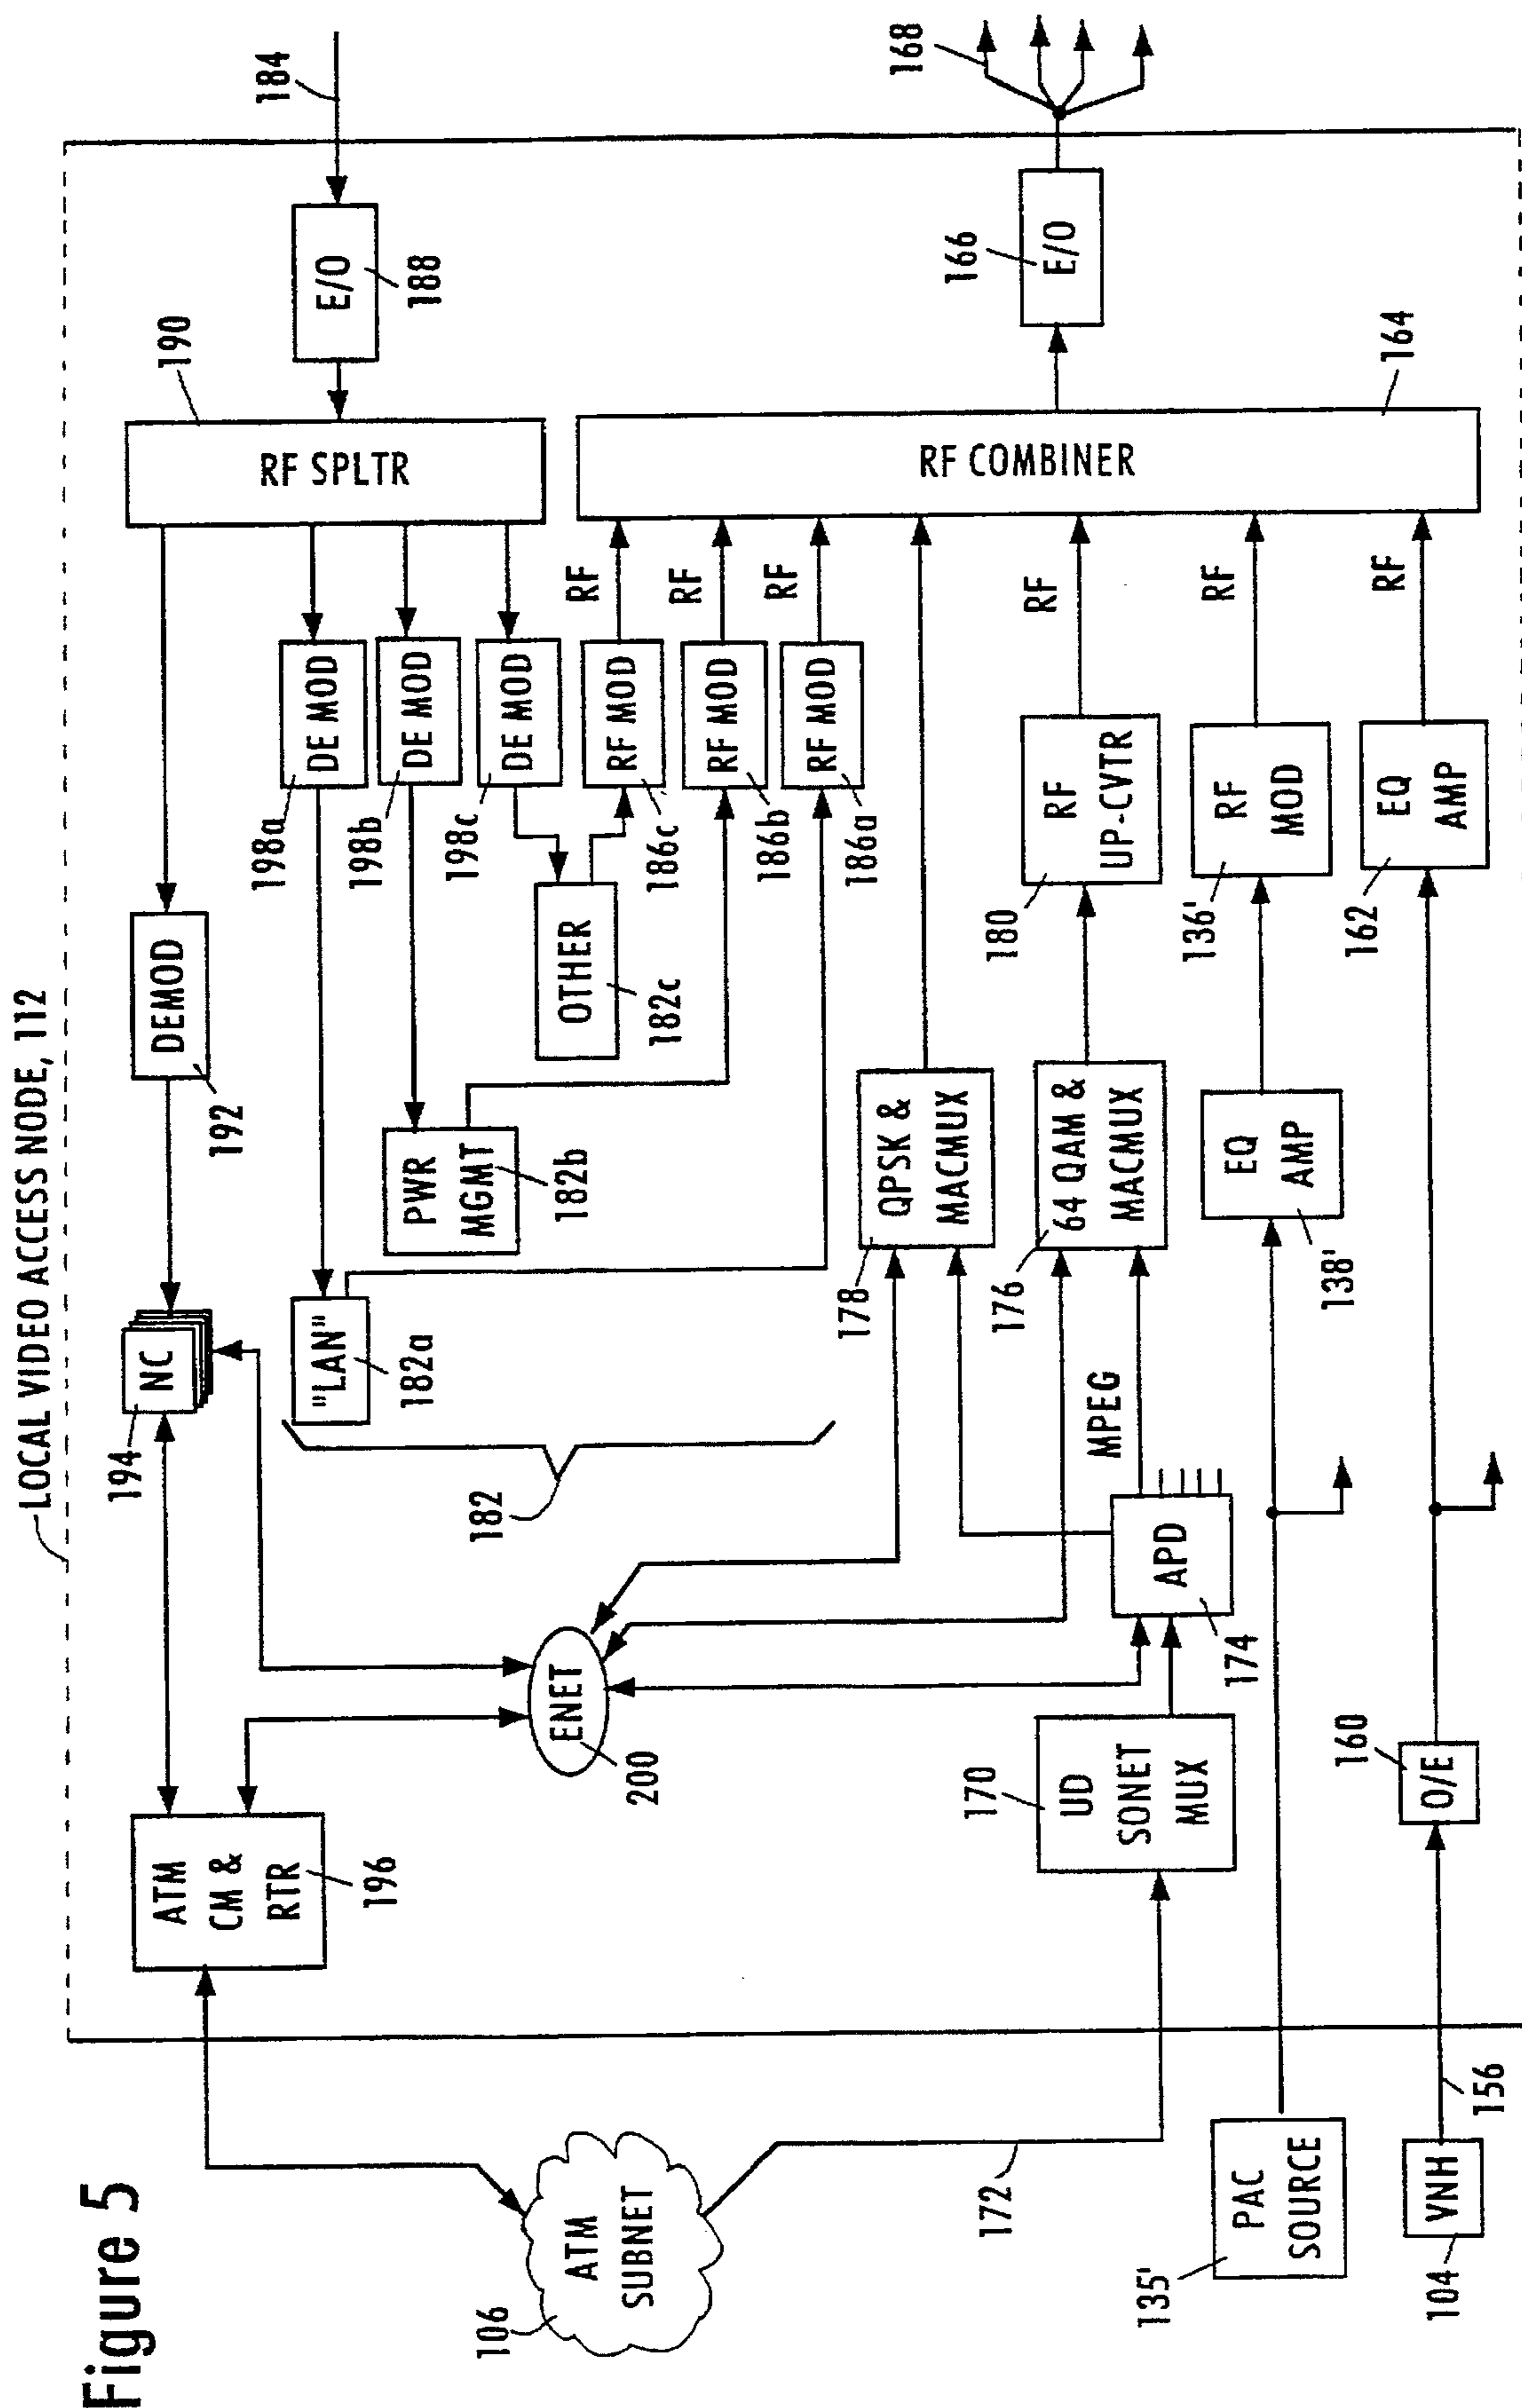 Figure 5
LOCAL VIDEO ACCESS NODE, 112
ATM
CM &
RTR
196
194
NC
192
DEMOD
190
RF SPLTR
E/O
188
184
198a
DE MOD
198b
DE MOD
198c
DE MOD
"LAN"
182a
PWR
MGMT
182b
OTHER
182c
182
RF MOD
186c
RF
RF MOD
186b
RF
RF MOD
186a
RF
RF COMBINER
164
166
E/O
168
ENET
200
106
ATM
SUBNET
172
170
UD
SONET
MUX
APD
174
MPEG
178
QPSK &
MACMUX
176
64 QAM &
MACMUX
180
RF
UP-CVTR
RF
135'
PAC
SOURCE
EQ
AMP
138'
136'
RF
MOD
RF
104
VNH
156
160
O/E
162
EQ
AMP
RF